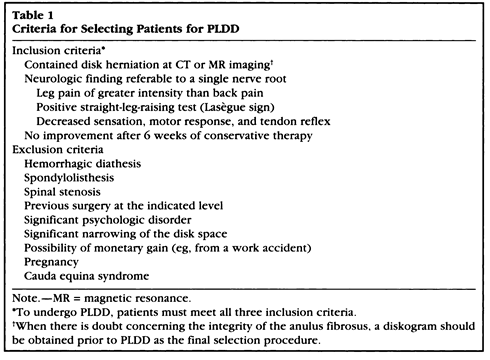 Table 1
Criteria for Selecting Patients for PLDD
Inclusion criteria*
Contained disk herniation at CT or MR imaging†
Neurologic finding referable to a single nerve root
Leg pain of greater intensity than back pain
Positive straight-leg-raising test (Lasègue sign)
Decreased sensation, motor response, and tendon reflex
No improvement after 6 weeks of conservative therapy
Exclusion criteria
Hemorrhagic diathesis
Spondylolisthesis
Spinal stenosis
Previous surgery at the indicated level
Significant psychologic disorder
Significant narrowing of the disk space
Possibility of monetary gain (eg, from a work accident)
Pregnancy
Cauda equina syndrome
Note.—MR = magnetic resonance.
*To undergo PLDD, patients must meet all three inclusion criteria.
†When there is doubt concerning the integrity of the anulus fibrosus, a diskogram should
be obtained prior to PLDD as the final selection procedure.